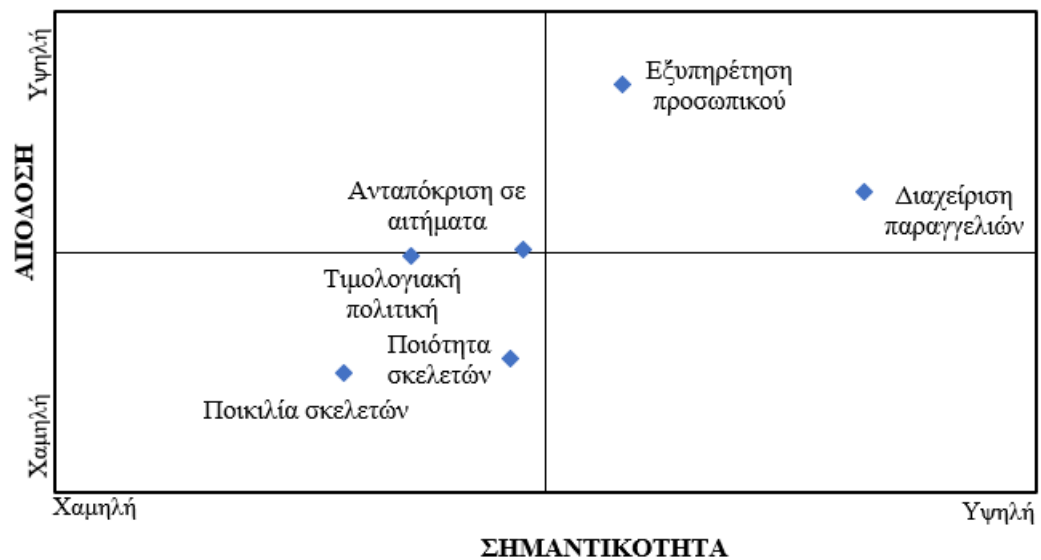 Υψηλή
ΑΠΟΔΟΣΗ
Χαμηλή
Εξυπηρέτηση
προσωπικού
Ανταπόκριση σε
αιτήματα
Διαχείριση
παραγγελιών
Τιμολογιακή
πολιτική
Ποιότητα
σκελετών
Ποικιλία σκελετών
Χαμηλή
Υψηλή
ΣΗΜΑΝΤΙΚΟΤΗΤΑ